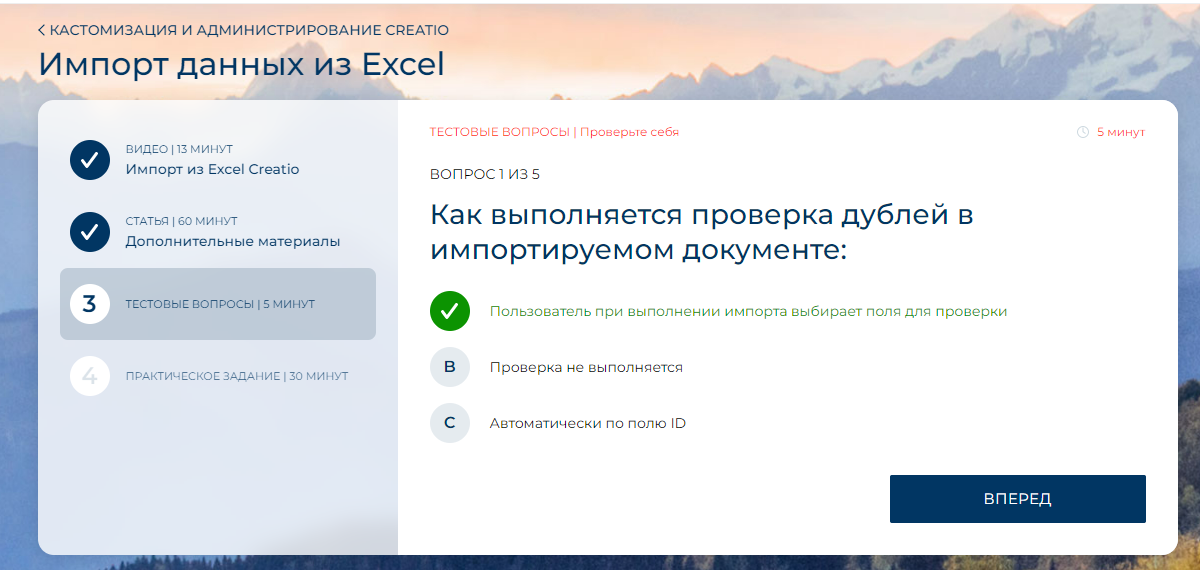 КАСТОМИЗАЦИЯ И АДМИНИСТРИРОВАНИЕ CREATIO
Импорт данных из Excel
ВИДЕО | 13 МИНУТ
Импорт из Excel Creatio
СТАТЬЯ | 60 МИНУТ
Дополнительные материалы
3 ТЕСТОВЫЕ ВОПРОСЫ | 5 МИНУТ
4 ПРАКТИЧЕСКОЕ ЗАДАНИЕ | 30 МИНУТ
ТЕСТОВЫЕ ВОПРОСЫ | Проверьте себя
5 минут
ВОПРОС 1 ИЗ 5
Как выполняется проверка дублей в
импортируемом документе:
Пользователь при выполнении импорта выбирает поля для проверки
B Проверка не выполняется
C Автоматически по полю ID
ВПЕРЕД